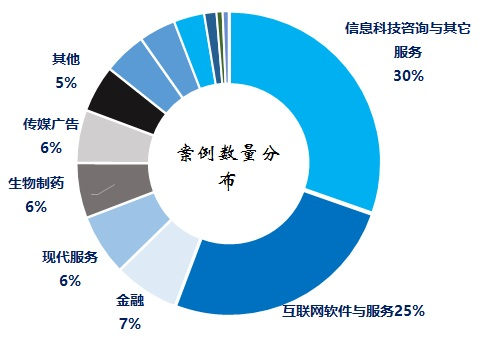 信息科技咨询与其它
服务
30%
其他
5%
传媒广告
6%
案例数量分
布
生物制药
6%
现代服务
6%
金融
7%
互联网软件与服务25%